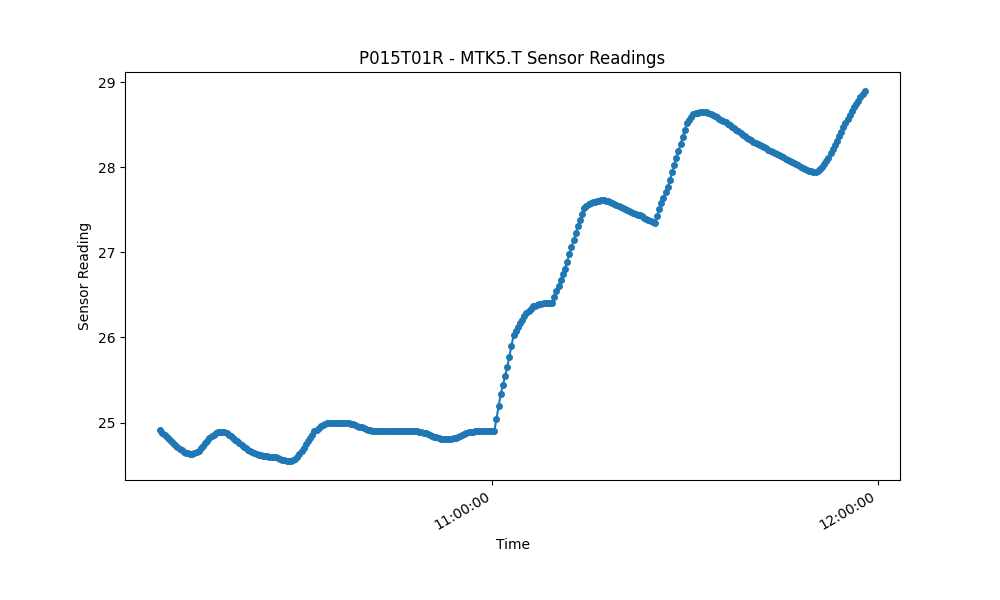 P015T01R - MTK5.T Sensor Readings
29
28
27
26
25
Sensor Reading
11:00:00
12:00:00
Time